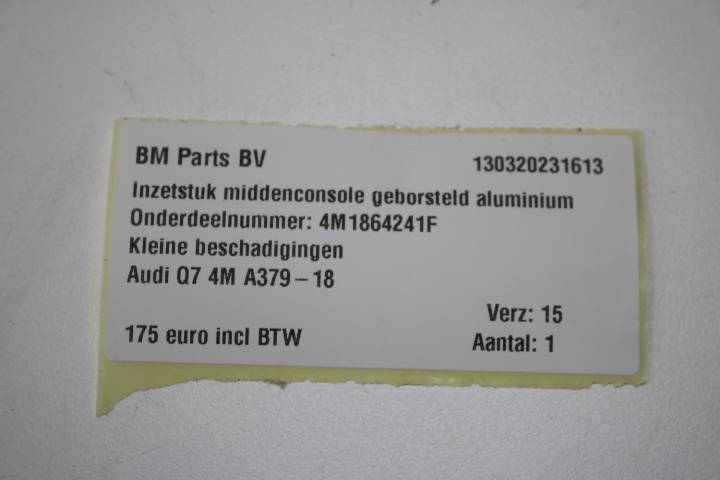 BM Parts BV 130320231613
Inzetstuk middenconsole geborsteld aluminium
Onderdeelnummer: 4M1864241F
Kleine beschadigingen
Audi Q7 4M A379-18
Verz: 15
175 euro incl BTW Aantal: 1